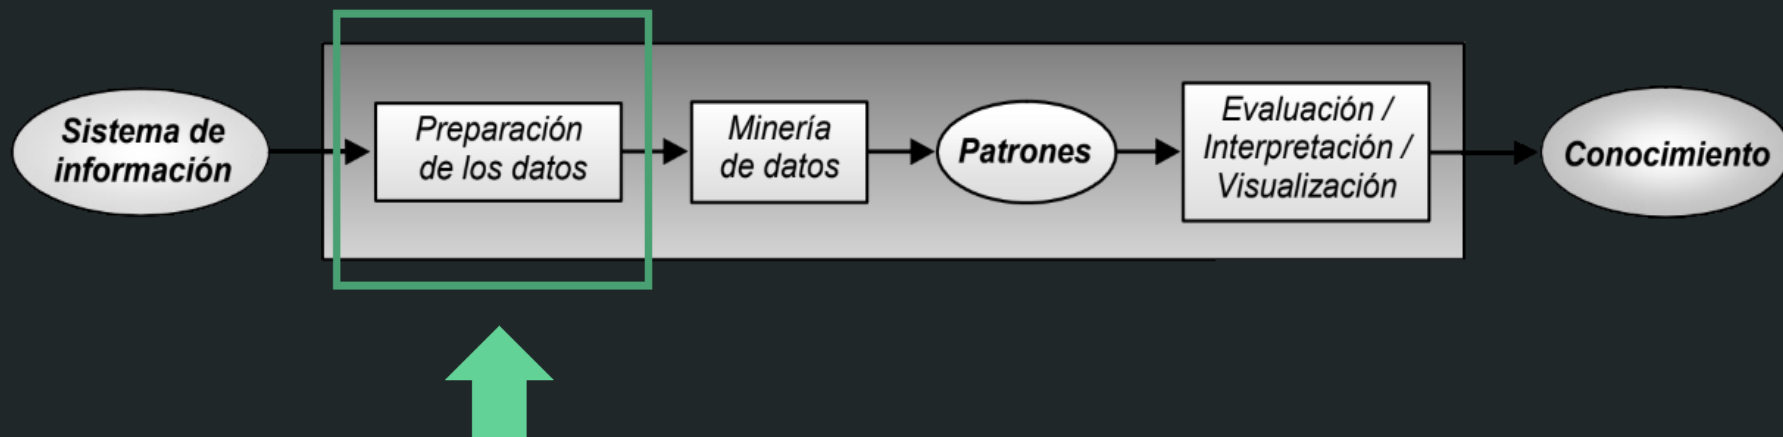 Sistema de
información
Preparación
de los datos
Minería
de datos
Patrones
Evaluación /
Interpretación /
Visualización
Conocimiento